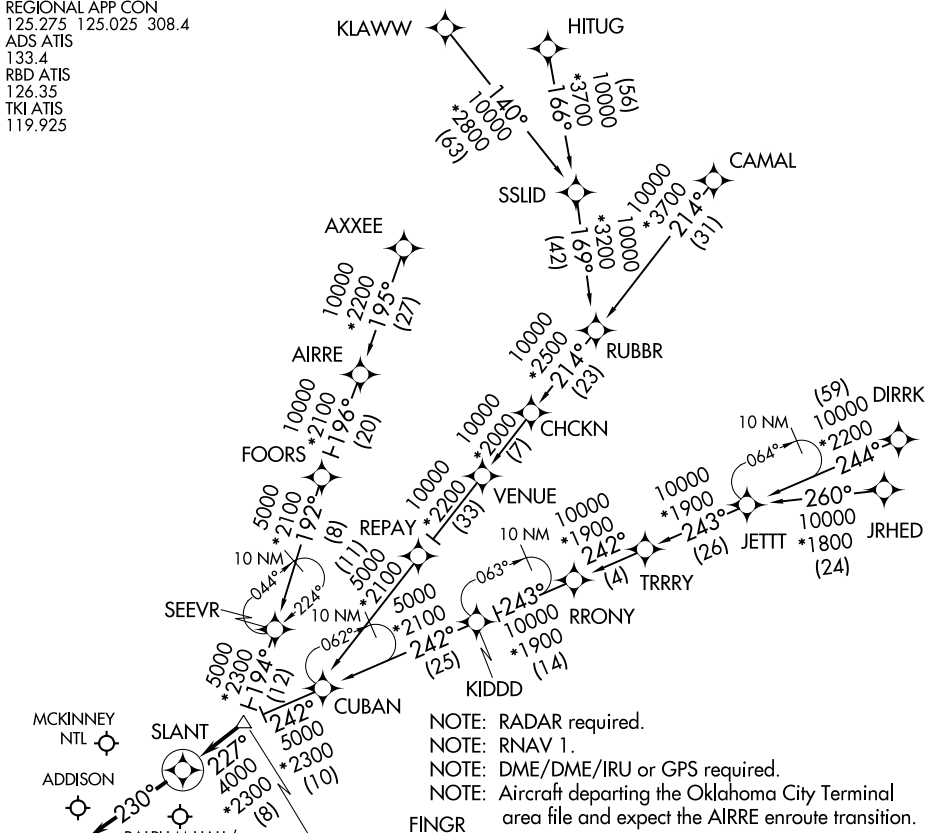 REGIONAL APP CON
125.275 125.025 308.4
ADS ATIS
133.4
RBD ATIS
126.35
TKI ATIS
119.925
KLAWW
HITUG
140°
10000
*2800
(63)
(56)
10000
*3700
166°
CAMAL
SSLID
10000
*3700
214°
(31)
10000
*3200
169°
(42)
AXXEE
10000
*2200
195°
(27)
RUBBR
10000
*2500
214°
(23)
AIRRE
10000
*2100
196°
(20)
CHCKN
10000
*2000
(7)
DIRRK
(59)
10000
*2200
244°
10 NM
064°
FOORS
VENUE
10000
*2200
(33)
JRHED
260°
10000
*1800
(24)
JETTT
10000
*1900
243°
(26)
5000
*2100
192°
(8)
REPAY
(11)
5000
*2100
10 NM
063°
10000
*1900
242°
(4)
TRRRY
10 NM
044°
224°
SEEVR
RRONY
243°
10000
*1900
(14)
10 NM
062°
5000
*2100
242°
(25)
KIDDD
5000
*2300
194°
(12)
CUBAN
242°
5000
*2300
(10)
MCKINNEY
NTL
SLANT
227°
4000
*2300
(8)
ADDISON
230°
FINGR
NOTE: RADAR required.
NOTE: RNAV 1.
NOTE: DME/DME/IRU or GPS required.
NOTE: Aircraft departing the Oklahoma City Terminal
area file and expect the AIRRE enroute transition.